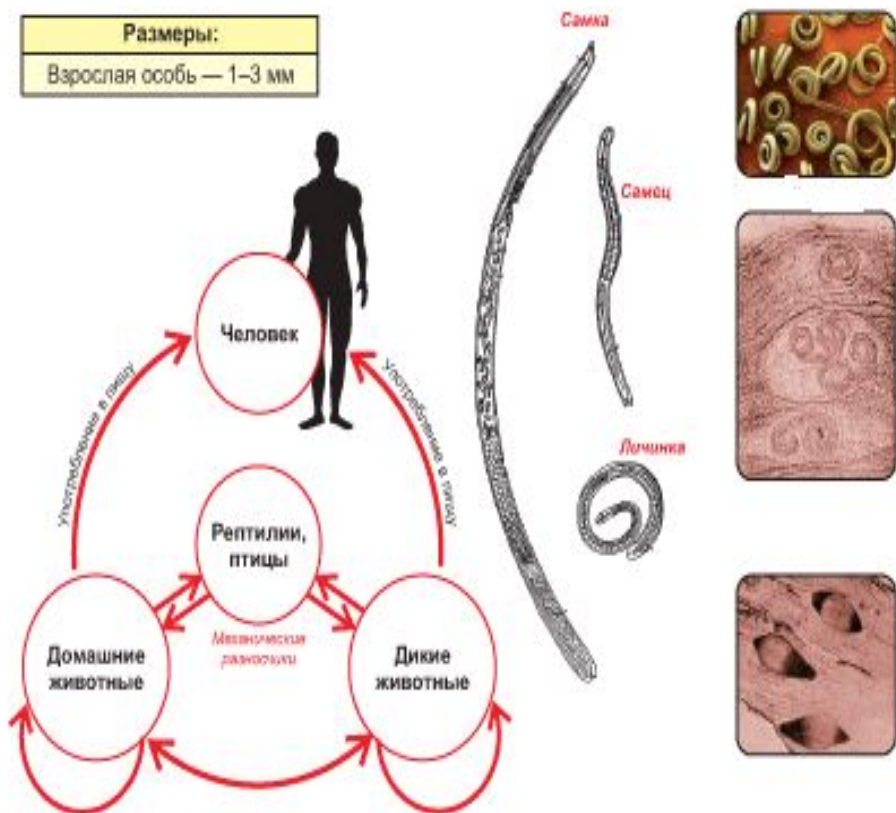 Размеры:
Взрослая особь — 1–3 мм
Самка
Самец
Личинка
Человек
Употребление в пищу
Употребление в пищу
Рептилии,
птицы
Механические
разносчики
Домашние
животные
Дикие
животные